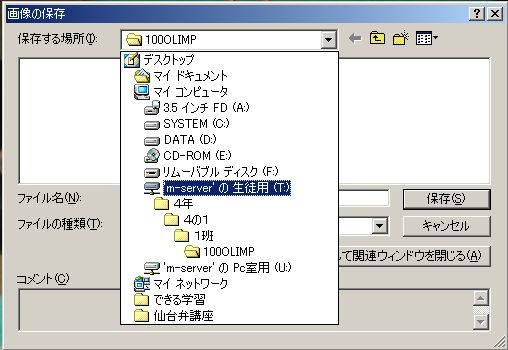 画像の保存
保存する場所(I):
100OLIMP
デスクトップ
マイ ドキュメント
マイ コンピュータ
3.5 インチ FD (A:)
SYSTEM (C:)
DATA (D:)
CD-ROM (E:)
リムーバブル ディスク (F:)
'm-server' の 生徒用 (T:)
4年
4の1
1班
100OLIMP
'm-server' の Pc室用 (U:)
マイ ネットワーク
できる学習
仙台弁講座
ファイル名(N):
保存(S)
ファイルの種類(T):
キャンセル
して関連ウィンドウを閉じる(A)
コメント(C)